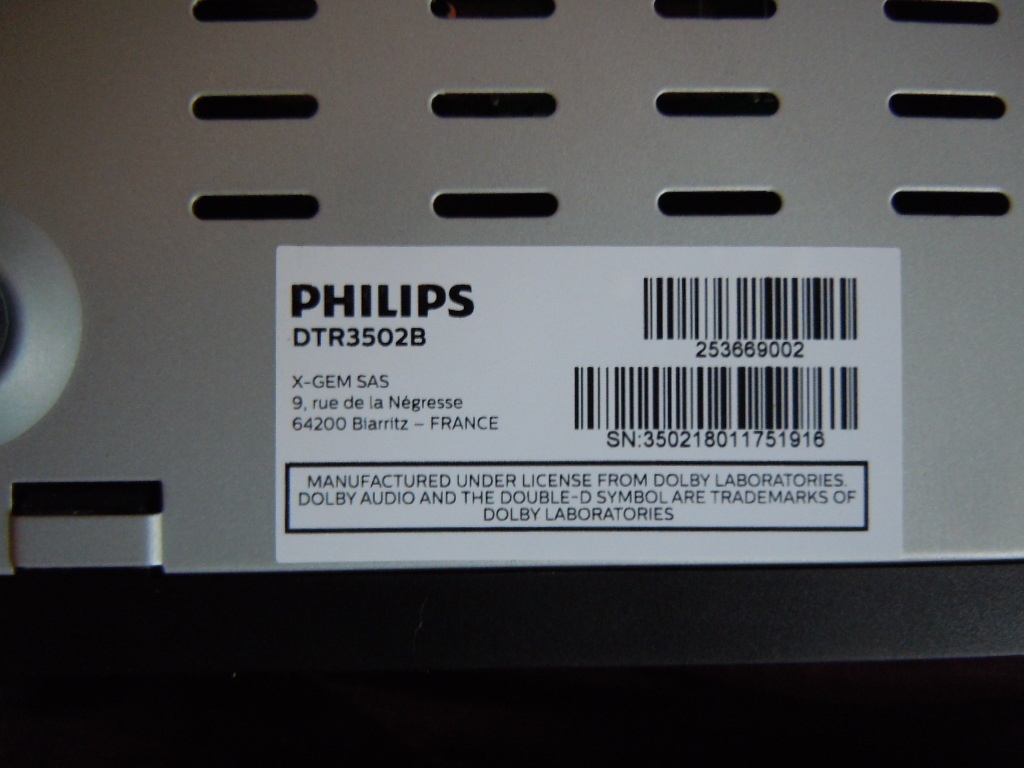 PHILIPS
DTR3502B
253669002
X-GEM SAS
9, rue de la Négresse
64200 Biarritz – FRANCE
SN:350218011751916
MANUFACTURED UNDER LICENSE FROM DOLBY LABORATORIES.
DOLBY AUDIO AND THE DOUBLE-D SYMBOL ARE TRADEMARKS OF
DOLBY LABORATORIES